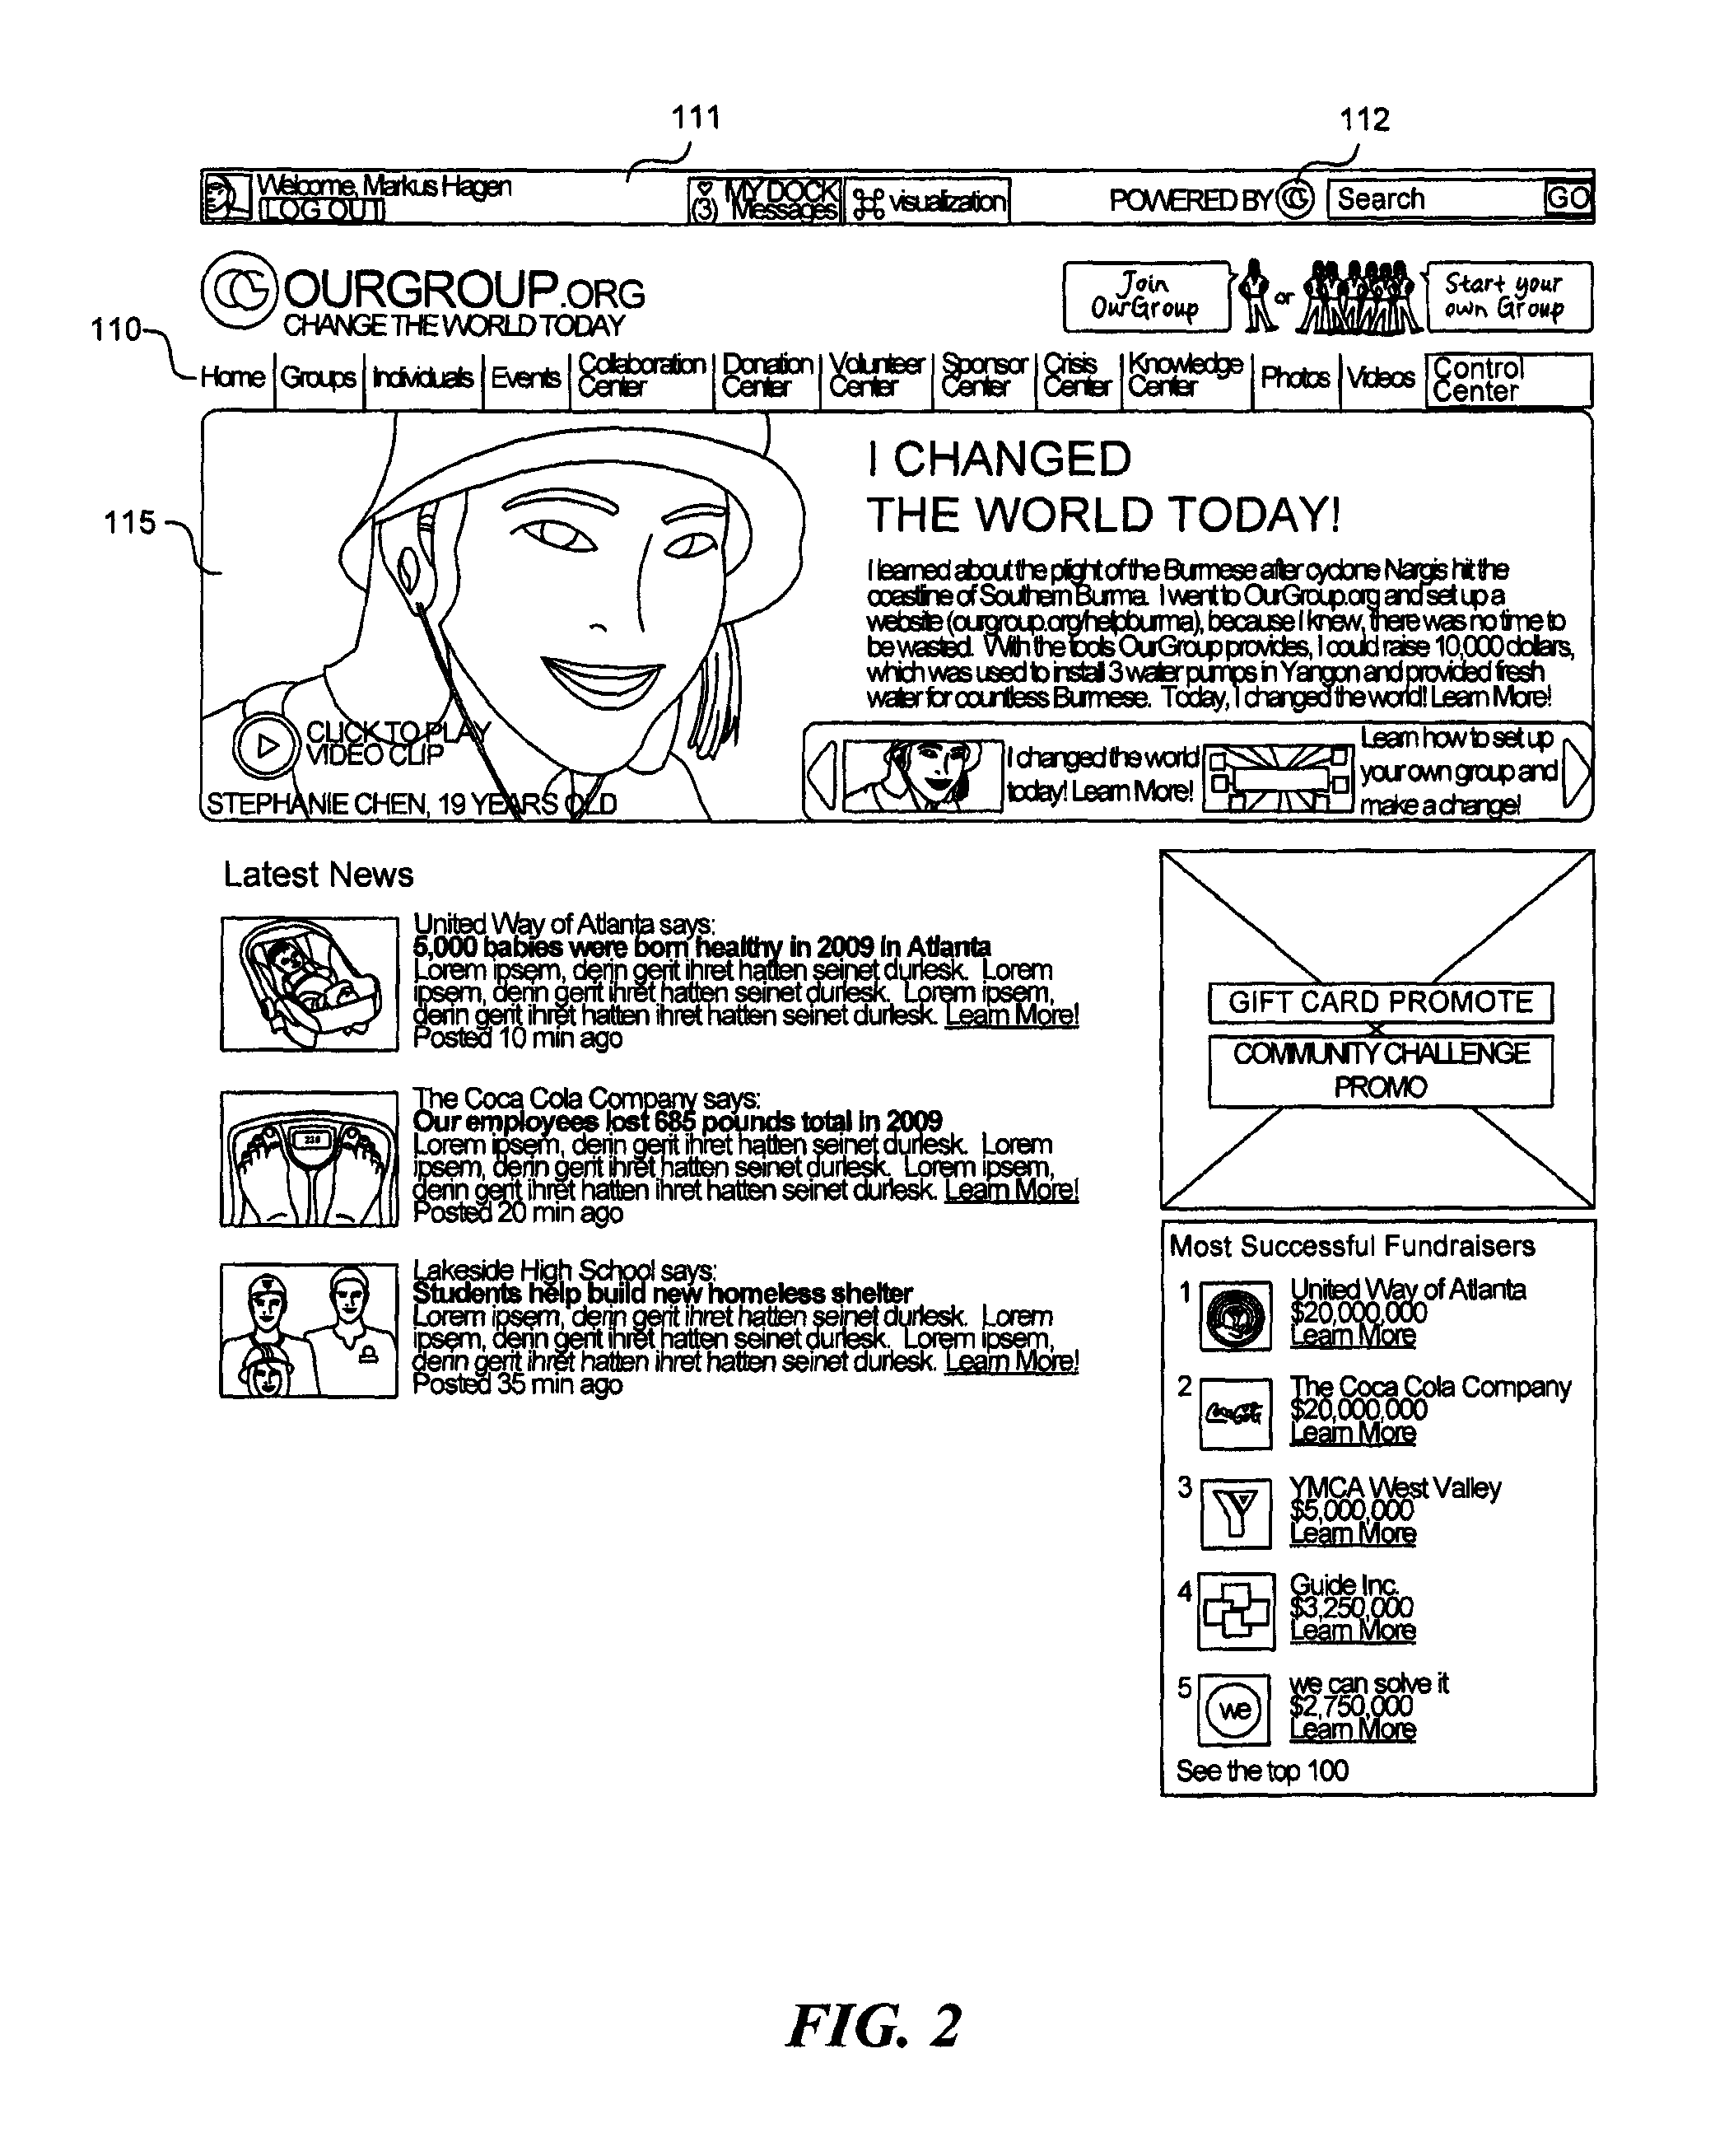 111
112
Welcome, Markus Hagen
LOG OUT
(3)
MY DOCK
Messages
visualization
POWERED BY CG
Search
GO
CG OURGROUP.ORG
CHANGE THE WORLD TODAY
Join
OurGroup
or
Start your
own Group
110
Home
Groups
Individuals
Events
Collaboration
Center
Donation
Center
Volunteer
Center
Sponsor
Center
Crisis
Center
Knowledge
Center
Photos
Videos
Control
Center
115
I CHANGED
THE WORLD TODAY!
I learned about the plight of the Burmese after cyclone Nargis hit the
coastline of Southern Burma. I went to OurGroup.org and set up a
website (ourgroup.org/helpburma), because I knew, there was no time to
be wasted. With the tools OurGroup provides, I could raise 10,000 dollars,
which was used to install 3 water pumps in Yangon and provided fresh
water for countless Burmese. Today, I changed the world! Learn More!
CLICK TO PLAY
VIDEO CLIP
STEPHANIE CHEN, 19 YEARS OLD
I changed the world
today! Learn More!
Learn how to set up
your own group and
make a change!
Latest News
United Way of Atlanta says:
5,000 babies were born healthy in 2009 in Atlanta
Lorem ipsem, derin gerit ihret hatten seinet durlesk. Lorem
ipsem, derin gerit ihret hatten seinet durlesk. Lorem ipsem,
derin gerit ihret hatten ihret hatten seinet durlesk. Learn More!
Posted 10 min ago
The Coca Cola Company says:
Our employees lost 685 pounds total in 2009
Lorem ipsem, derin gerit ihret hatten seinet durlesk. Lorem
ipsem, derin gerit ihret hatten seinet durlesk. Lorem ipsem,
derin gerit ihret hatten ihret hatten seinet durlesk. Learn More!
Posted 20 min ago
Lakeside High School says:
Students help build new homeless shelter
Lorem ipsem, derin gerit ihret hatten seinet durlesk. Lorem
ipsem, derin gerit ihret hatten seinet durlesk. Lorem ipsem,
derin gerit ihret hatten ihret hatten seinet durlesk. Learn More!
Posted 35 min ago
GIFT CARD PROMOTE
COMMUNITY CHALLENGE
PROMO
Most Successful Fundraisers
1
United Way of Atlanta
$20,000,000
Learn More
2
The Coca Cola Company
$20,000,000
Learn More
3
YMCA West Valley
$5,000,000
Learn More
4
Guide Inc.
$3,250,000
Learn More
5
we
we can solve it
$2,750,000
Learn More
See the top 100
FIG. 2